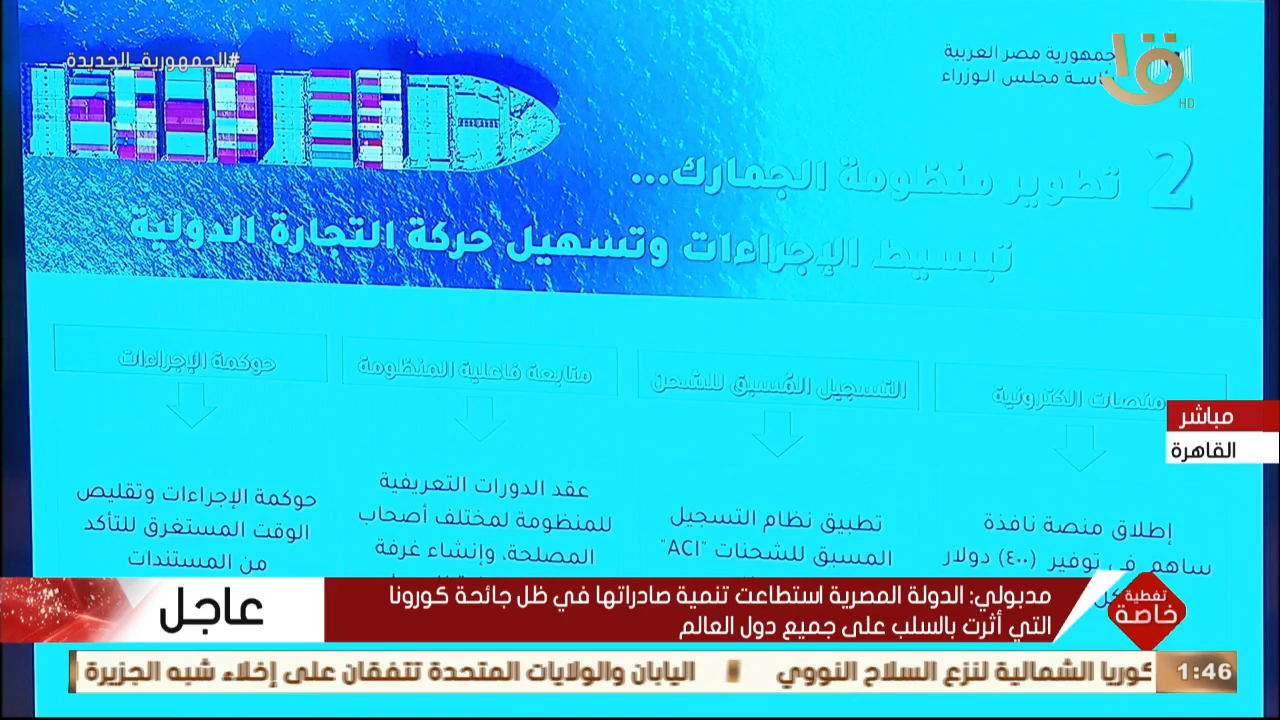 #الجمهورية_الجديدة
جمهورية مصر العربية
مجلس الوزراء
HD
2 تطوير منظومة الجمارك...
تبسيط الإجراءات وتسهيل حركة التجارة الدولية
منصات الكترونية
التسجيل المُسبق للشحن
متابعة فاعلية المنظومة
حوكمة الإجراءات
إطلاق منصة نافذة
ساهم في توفير (٤٠٠) دولار
تطبيق نظام التسجيل
المسبق للشحنات "ACI"
عقد الدورات التعريفية
للمنظومة لمختلف أصحاب
المصلحة، وإنشاء غرفة
حوكمة الإجراءات وتقليص
الوقت المستغرق للتأكد
من المستندات
مباشر
القاهرة
تغطية
خاصة
عاجل
مدبولي: الدولة المصرية استطاعت تنمية صادراتها في ظل جائحة كورونا
التي أثرت بالسلب على جميع دول العالم
1:46
كوريا الشمالية لنزع السلاح النووي اليابان والولايات المتحدة تتفقان على إخلاء شبه الجزيرة